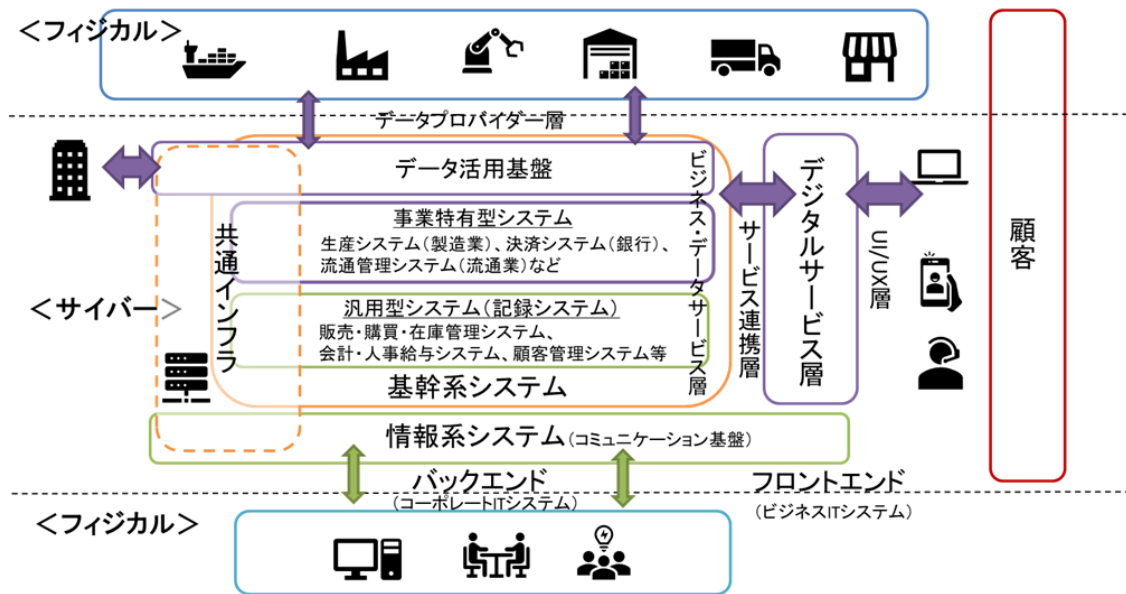 ＜フィジカル＞
データプロバイダー層
データ活用基盤
事業特有型システム
生産システム（製造業）、決済システム（銀行）、
流通管理システム（流通業）など
汎用型システム（記録システム）
販売・購買・在庫管理システム、
会計・人事給与システム、顧客管理システム等
基幹系システム
共通インフラ
＜サイバー＞
ビジネス・データサービス層
サービス連携層
デジタルサービス層
UI/UX層
顧客
情報系システム（コミュニケーション基盤）
バックエンド
（コーポレートITシステム）
フロントエンド
（ビジネスITシステム）
＜フィジカル＞